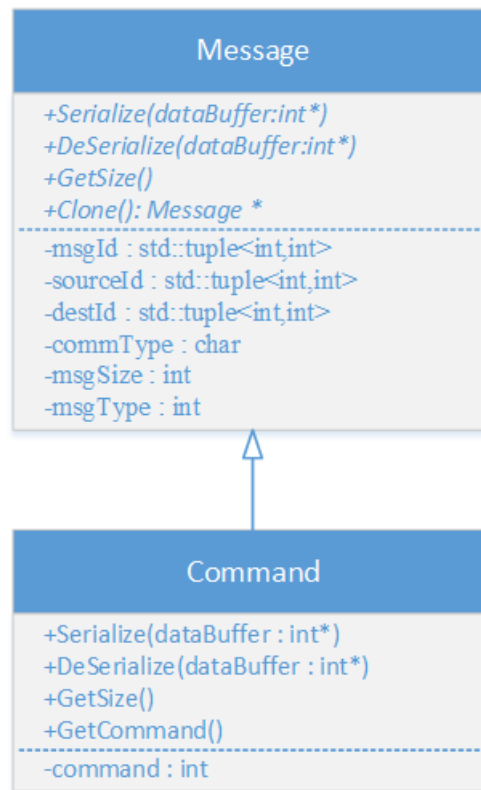 Message
+Serialize(dataBuffer:int*)
+DeSerialize(dataBuffer:int*)
+GetSize()
+Clone(): Message *
-msgId : std::tuple<int,int>
-sourceId : std::tuple<int,int>
-destId : std::tuple<int,int>
-commType : char
-msgSize : int
-msgType : int
Command
+Serialize(dataBuffer : int*)
+DeSerialize(dataBuffer : int*)
+GetSize()
+GetCommand()
-command : int